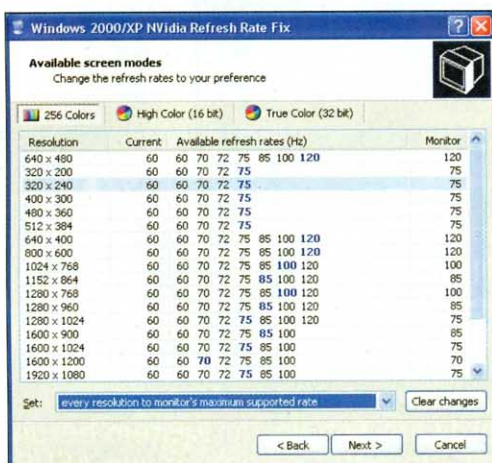 Windows 2000/XP NVidia Refresh Rate Fix
Available screen modes
Change the refresh rates to your preference
256 Colors High Color (16 bit) True Color (32 bit)
Resolution Current Available refresh rates (Hz) Monitor
640 x 480 60 60 70 72 75 85 100 120 120
320 x 200 60 60 70 72 75 75
320 x 240 60 60 70 72 75 75
400 x 300 60 60 70 72 75 75
480 x 360 60 60 70 72 75 75
512 x 384 60 60 70 72 75 75
640 x 400 60 60 70 72 75 85 100 120 120
800 x 600 60 60 70 72 75 85 100 120 120
1024 x 768 60 60 70 72 75 85 100 120 100
1152 x 864 60 60 70 72 75 85 100 120 85
1280 x 768 60 60 70 72 75 85 100 120 100
1280 x 960 60 60 70 72 75 85 100 120 85
1280 x 1024 60 60 70 72 75 85 100 120 75
1600 x 900 60 60 70 72 75 85 100 85
1600 x 1024 60 60 70 72 75 85 100 75
1600 x 1200 60 60 70 72 75 85 100 70
1920 x 1080 60 60 70 72 75 85 100 75
Set: every resolution to monitor's maximum supported rate Clear changes
< Back Next > Cancel